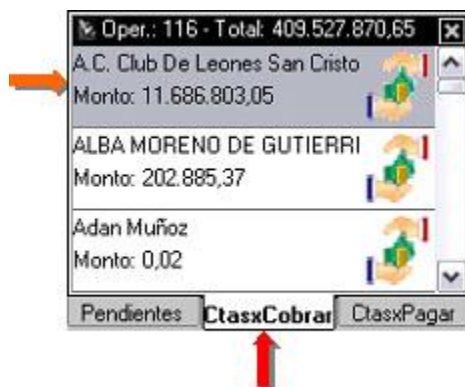 Oper.: 116 - Total: 409.527.870,65
A.C. Club De Leones San Cristo
Monto: 11.686.803,05
ALBA MORENO DE GUTIERRI
Monto: 202.885,37
Adan Muñoz
Monto: 0,02
Pendientes CtasxCobrar CtasxPagar